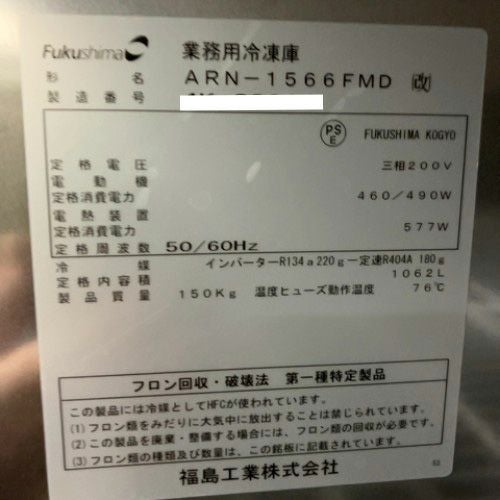 Fukushima 業務用冷凍庫
形名 ARN-1566FMD 改
製造番号
PSE FUKUSHIMA KOGYO
定格電圧 三相200V
電動機
定格消費電力 460/490W
電熱装置
定格消費電力 577W
定格周波数 50/60Hz
冷媒 インバーターR134a220g一定速R404A 180g
定格内容積 1062L
製品質量 150Kg 温度ヒューズ動作温度 76℃
フロン回収・破壊法 第一種特定製品
この製品には冷媒としてHFCが使われています。
(1) フロン類をみだりに大気中に放出することは禁じられています。
(2) この製品を廃棄・整備する場合には、フロン類の回収が必要です。
(3) フロン類の種類及び数量は、この銘板に記載されています。
福島工業株式会社